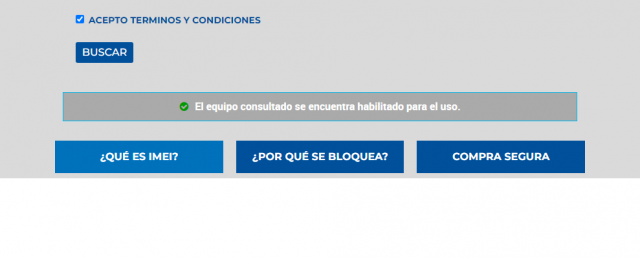 ACEPTO TERMINOS Y CONDICIONES
BUSCAR
El equipo consultado se encuentra habilitado para el uso.
¿QUÉ ES IMEI?
¿POR QUÉ SE BLOQUEA?
COMPRA SEGURA